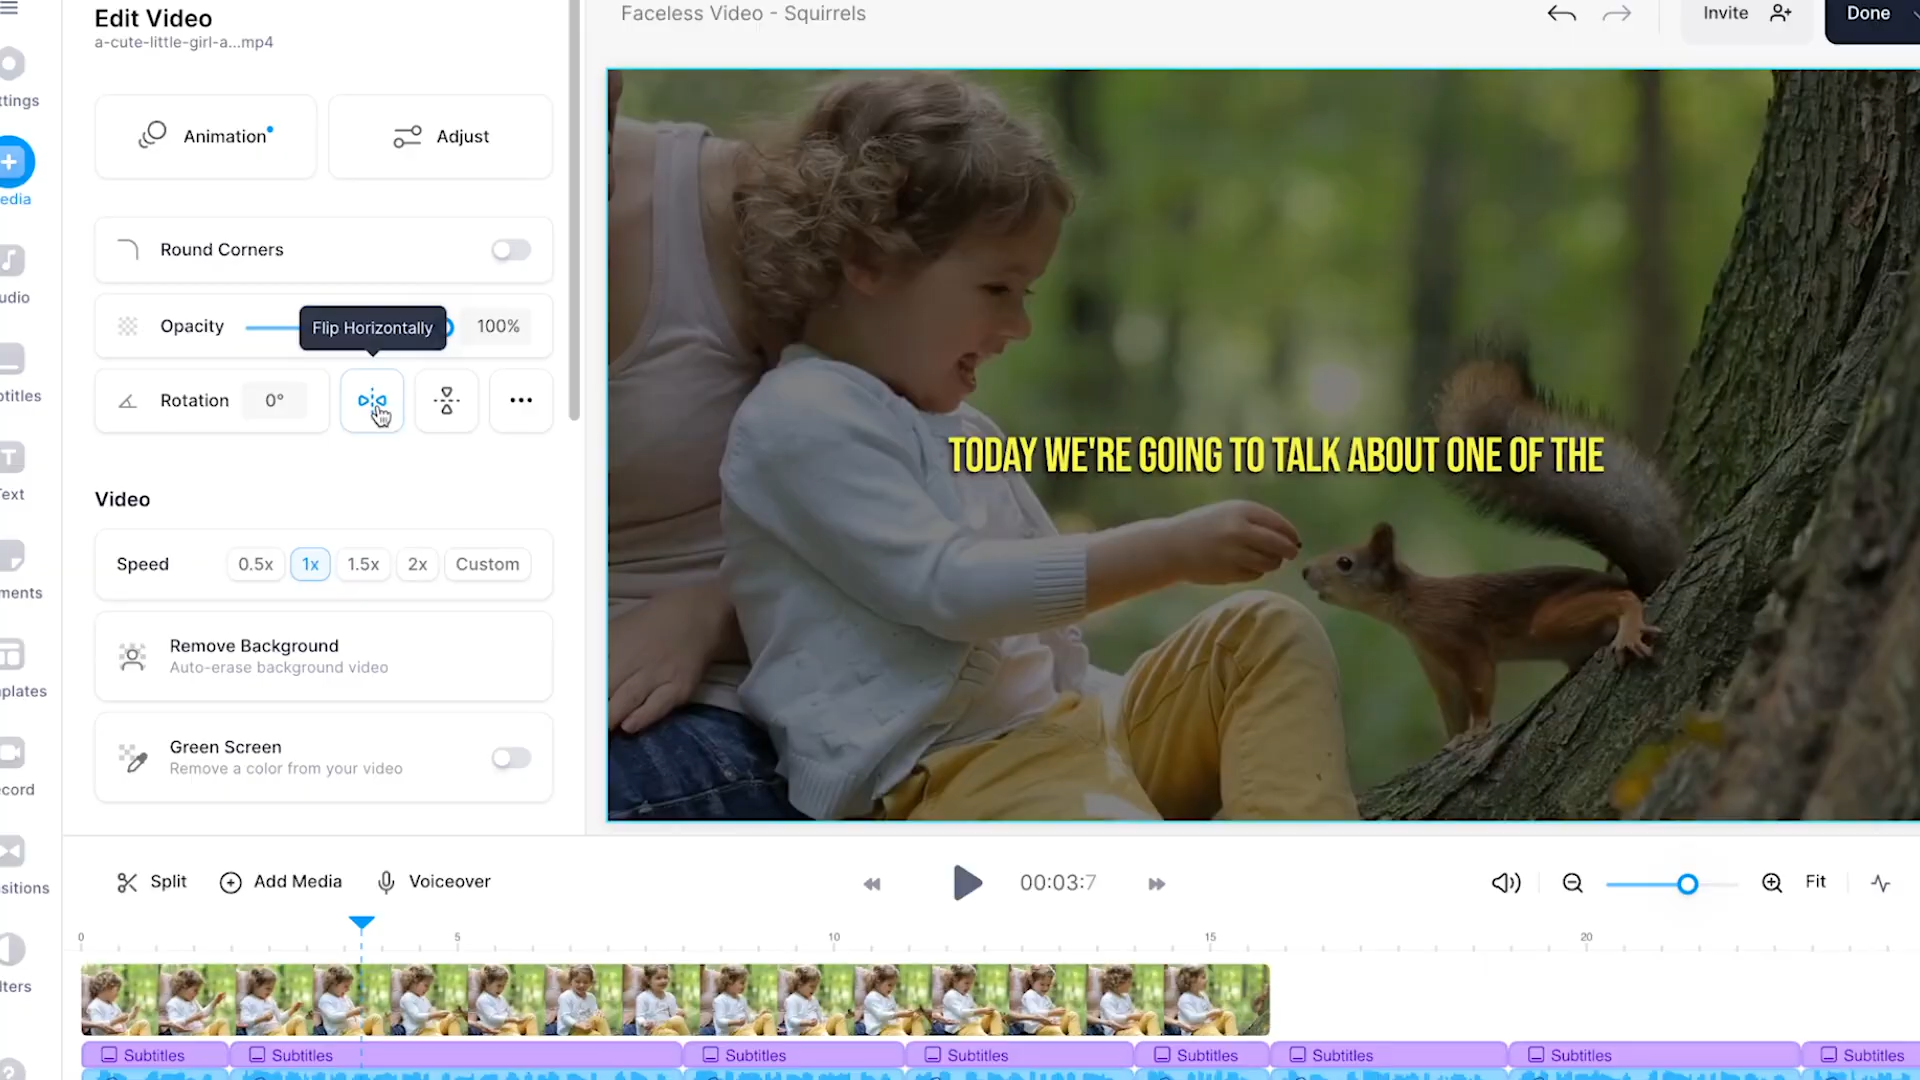 Edit Video
a-cute-little-girl-a...mp4
Faceless Video - Squirrels
Invite
Done
ttings
edia
udio
otitles
Text
ments
nplates
ecord
sitions
lters
Animation
Adjust
Round Corners
Opacity
Flip Horizontally
100%
Rotation
0°
Video
Speed
0.5x
1x
1.5x
2x
Custom
Remove Background
Auto-erase background video
Green Screen
Remove a color from your video
TODAY WE'RE GOING TO TALK ABOUT ONE OF THE
Split
Add Media
Voiceover
00:03:7
Fit
0
5
10
15
20
Subtitles
Subtitles
Subtitles
Subtitles
Subtitles
Subtitles
Subtitles
Subtitles